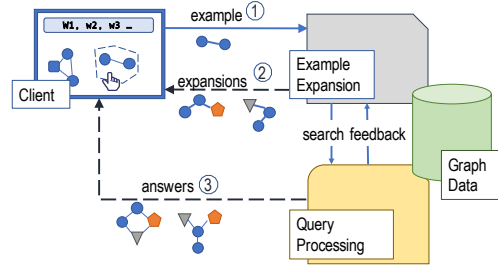 W1, w2, w3 …
example ①
Client
expansions ②
Example
Expansion
search feedback
Graph
Data
answers ③
Query
Processing